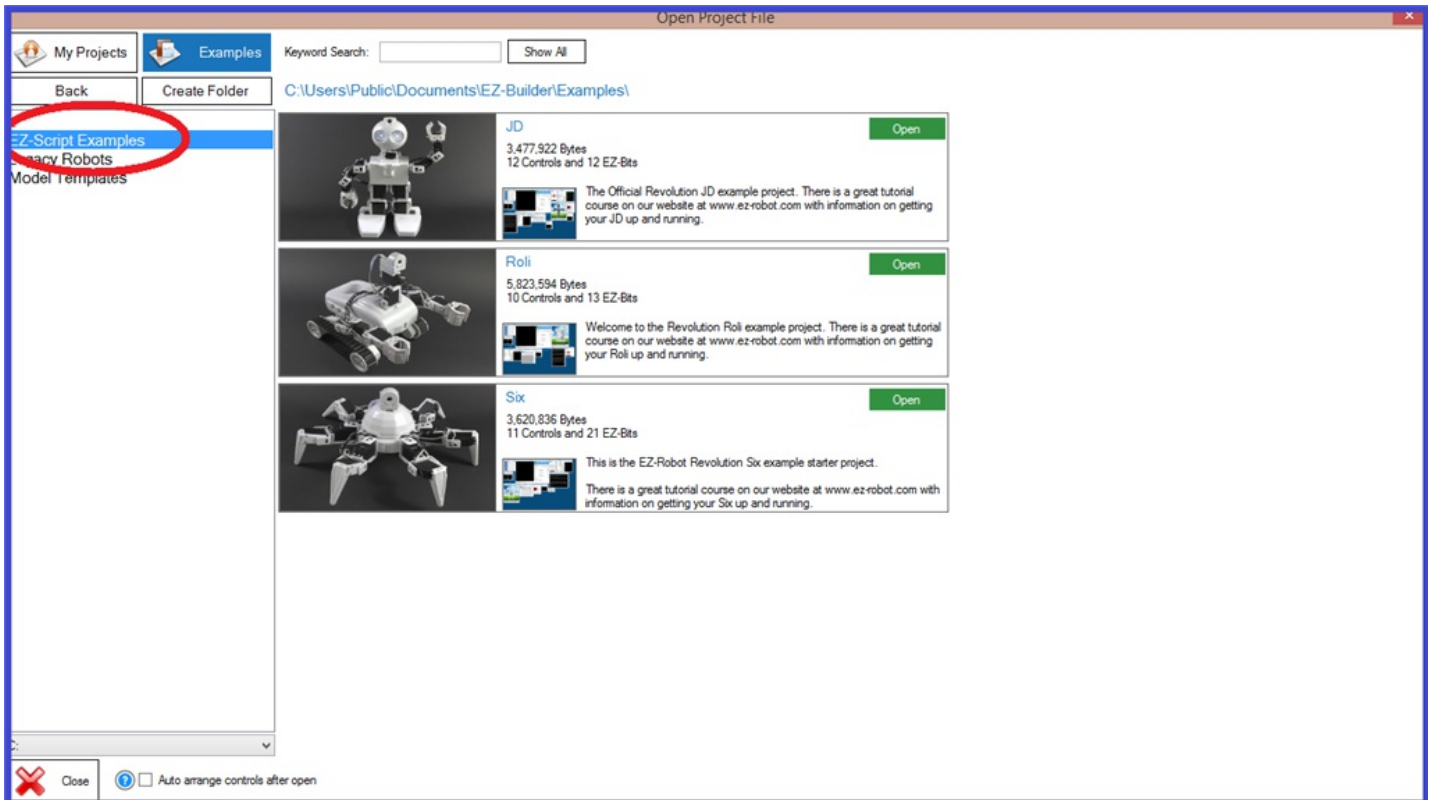 Open Project File
My Projects
Examples
Keyword Search:
Show All
Back
Create Folder
C:\Users\Public\Documents\EZ-Builder\Examples\
EZ-Script Examples
Legacy Robots
Model Templates
JD
Open
3,477,922 Bytes
12 Controls and 12 EZ-Bits
The Official Revolution JD example project. There is a great tutorial
course on our website at www.ez-robot.com with information on getting
your JD up and running.
Roli
Open
5,823,594 Bytes
10 Controls and 13 EZ-Bits
Welcome to the Revolution Roli example project. There is a great tutorial
course on our website at www.ez-robot.com with information on getting
your Roli up and running.
Six
Open
3,620,836 Bytes
11 Controls and 21 EZ-Bits
This is the EZ-Robot Revolution Six example starter project.
There is a great tutorial course on our website at www.ez-robot.com with
information on getting your Six up and running.
C:
Close
Auto arrange controls after open